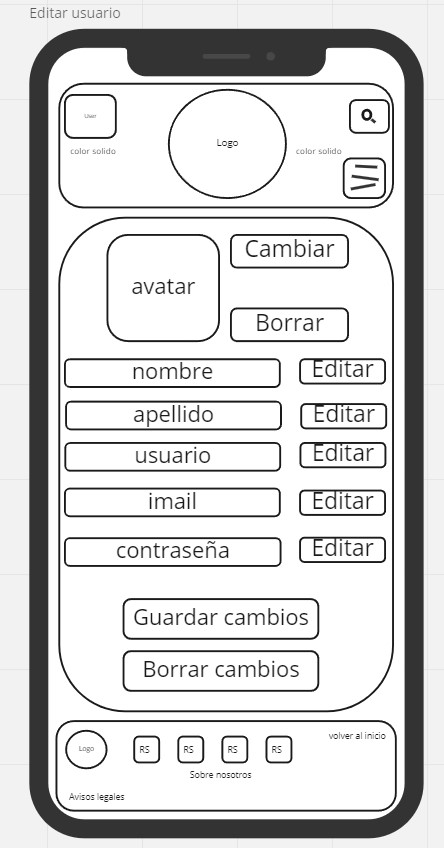 Editar usuario
User
Logo
color solido
color solido
avatar
Cambiar
Borrar
nombre
Editar
apellido
Editar
usuario
Editar
imail
Editar
contraseña
Editar
Guardar cambios
Borrar cambios
volver al inicio
Logo
RS
RS
RS
RS
Sobre nosotros
Avisos legales